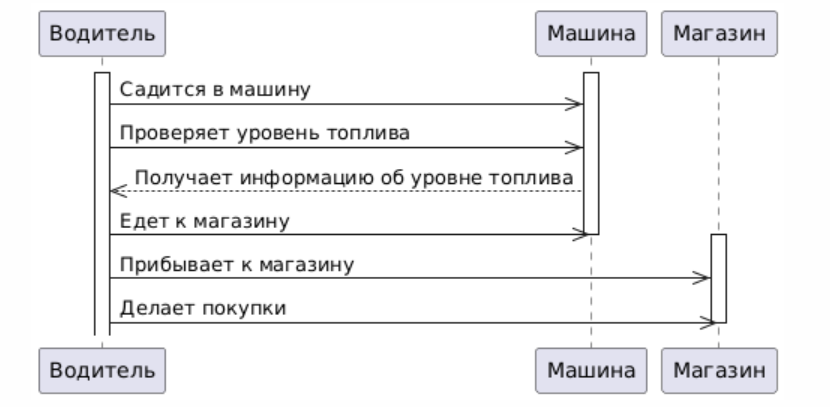 Водитель
Машина
Магазин
Садится в машину
Проверяет уровень топлива
Получает информацию об уровне топлива
Едет к магазину
Прибывает к магазину
Делает покупки
Водитель
Машина
Магазин